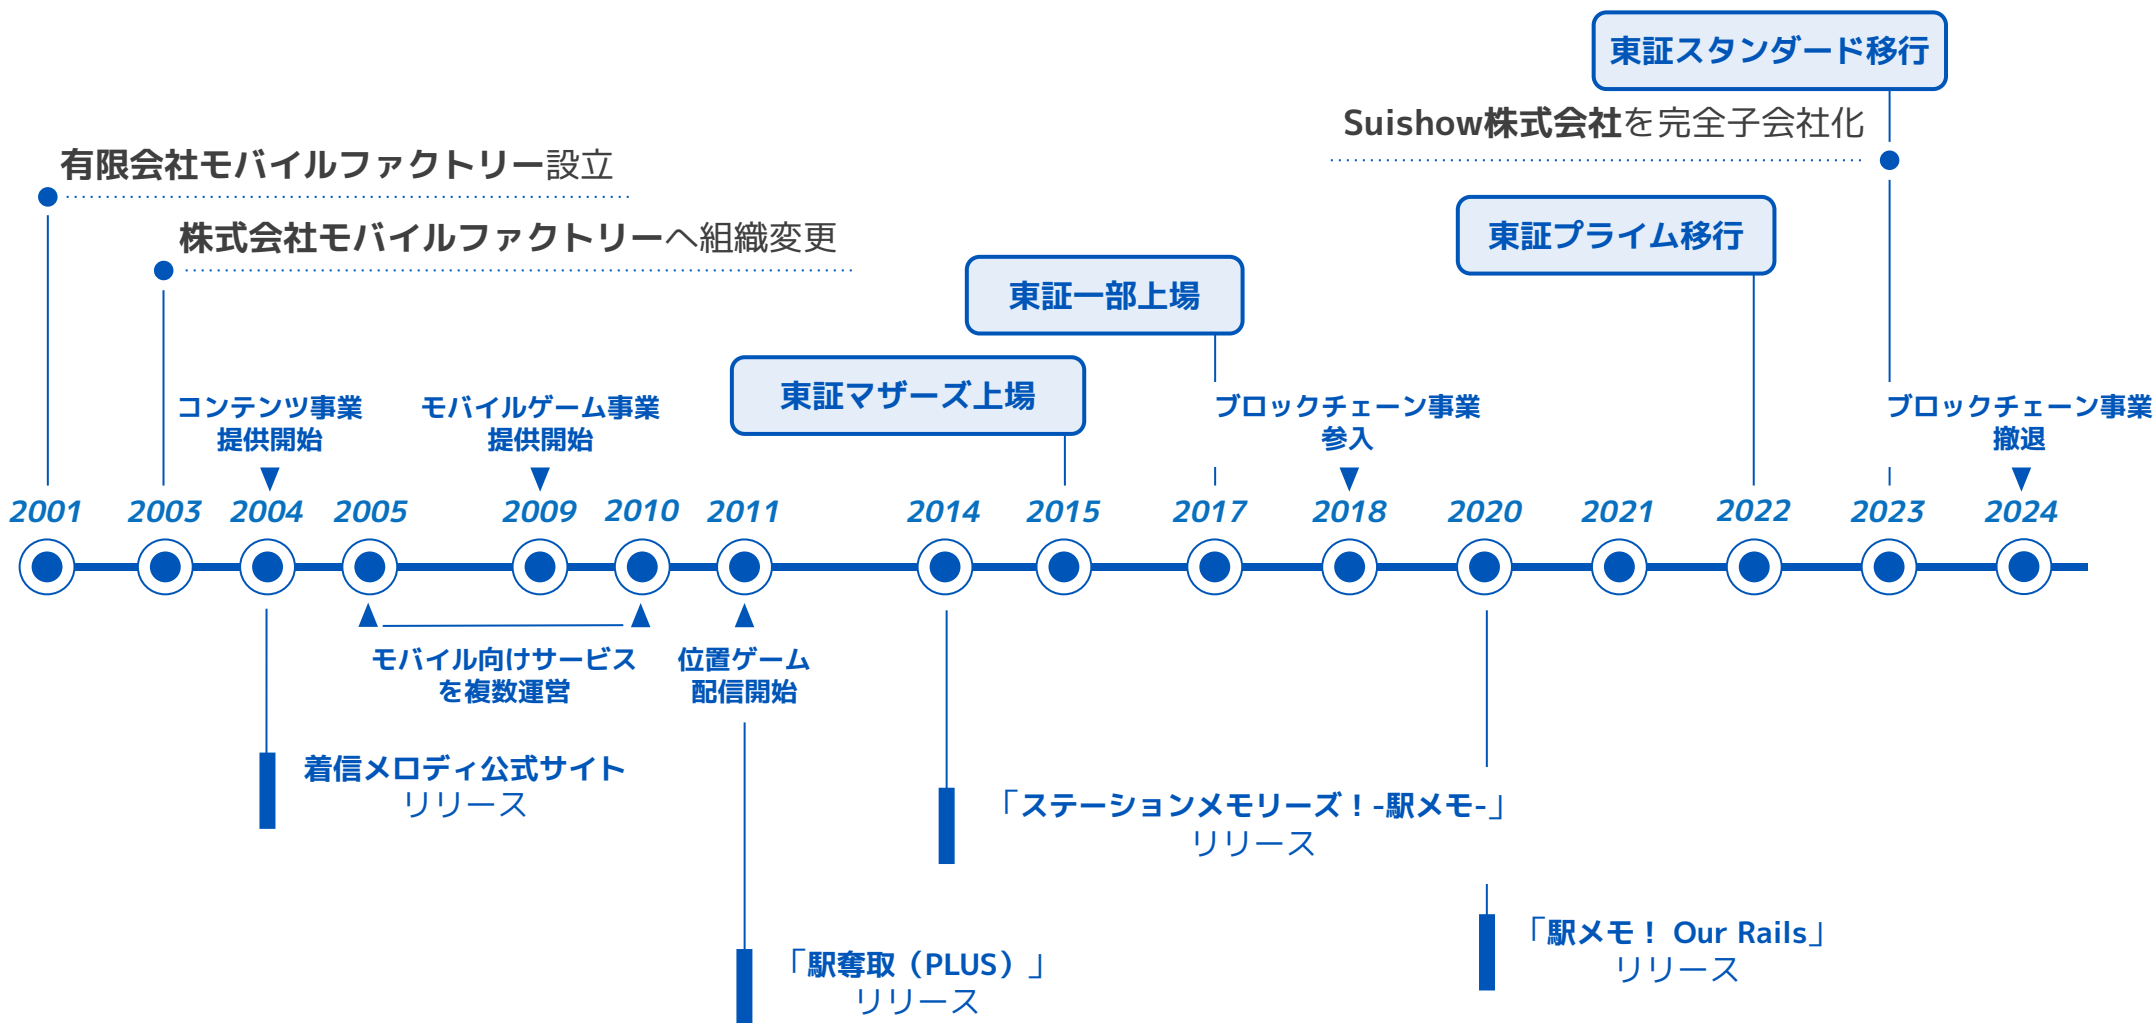 東証スタンダード移行
Suishow株式会社を完全子会社化
有限会社モバイルファクトリー設立
株式会社モバイルファクトリーへ組織変更
東証プライム移行
東証一部上場
東証マザーズ上場
コンテンツ事業
提供開始
モバイルゲーム事業
提供開始
ブロックチェーン事業
参入
ブロックチェーン事業
撤退
2001 2003 2004 2005 2009 2010 2011 2014 2015 2017 2018 2020 2021 2022 2023 2024
モバイル向けサービス
を複数運営
位置ゲーム
配信開始
着信メロディ公式サイト
リリース
「ステーションメモリーズ！-駅メモ-」
リリース
「駅奪取（PLUS）」
リリース
「駅メモ！ Our Rails」
リリース